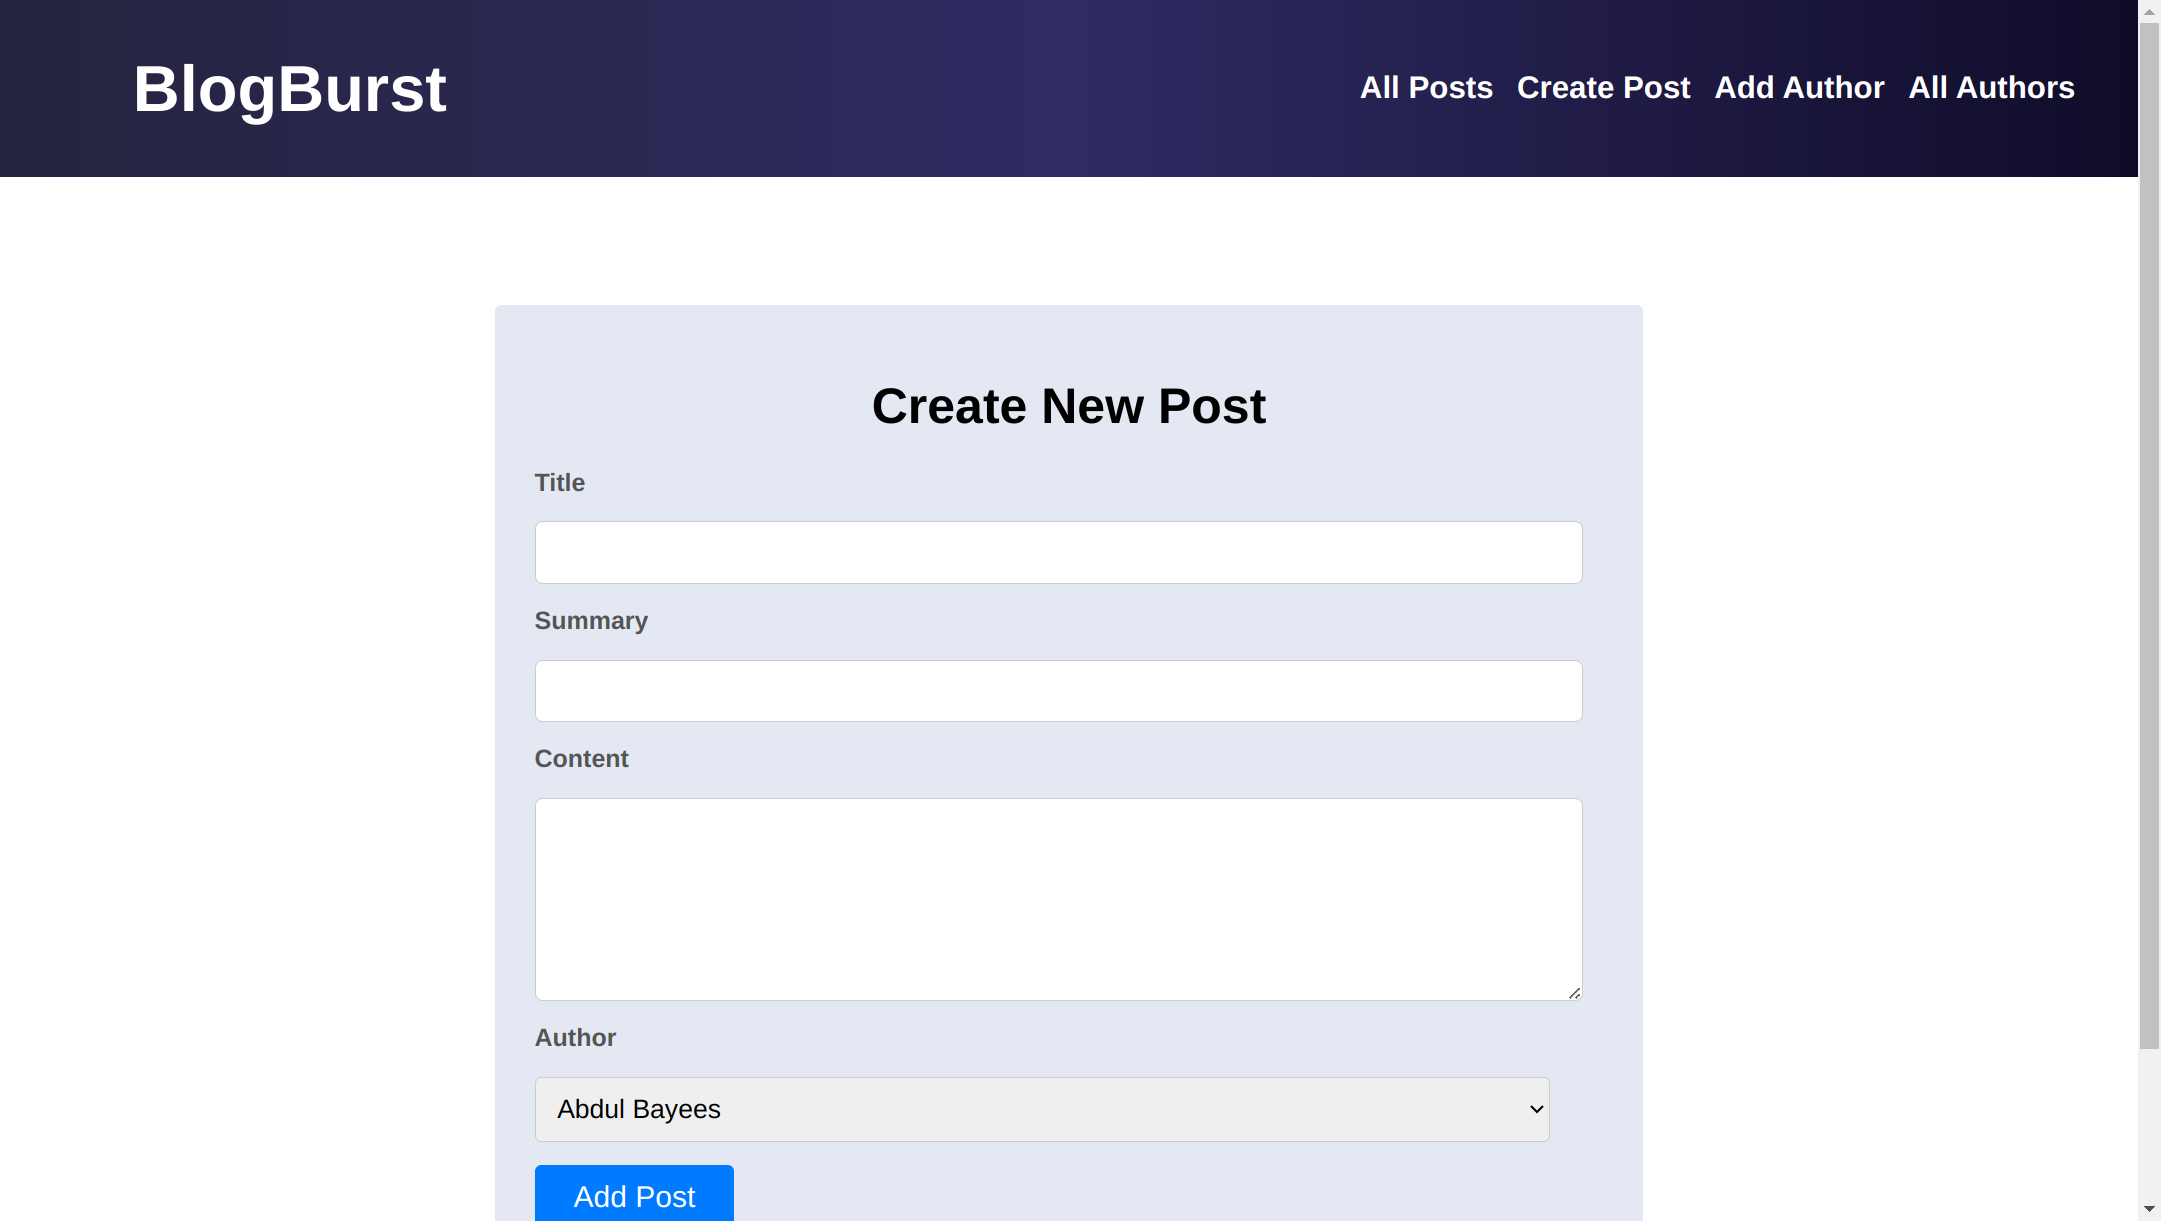 BlogBurst
All Posts Create Post Add Author All Authors
Create New Post
Title
Summary
Content
Author
Abdul Bayees
Add Post